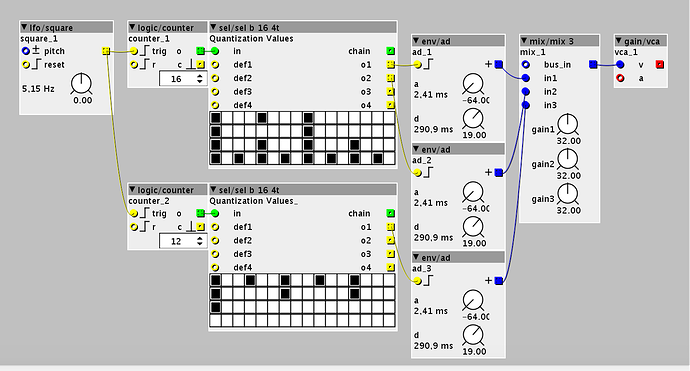 lfo/square
square_1
± pitch
reset
5,15 Hz
0.00
logic/counter
counter_1
trig o
r c
16
sel/sel b 16 4t
Quantization Values
in chain
def1 o1
def2 o2
def3 o3
def4 o4
logic/counter
counter_2
trig o
r c
12
sel/sel b 16 4t
Quantization Values_
in chain
def1 o1
def2 o2
def3 o3
def4 o4
env/ad
ad_1
+
a
2,41 ms
-64.00
d
290,9 ms
19.00
env/ad
ad_2
+
a
2,41 ms
-64.00
d
290,9 ms
19.00
env/ad
ad_3
+
a
2,41 ms
-64.00
d
290,9 ms
19.00
mix/mix 3
mix_1
bus_in
in1
in2
in3
gain1
32.00
gain2
32.00
gain3
32.00
gain/vca
vca_1
v
a